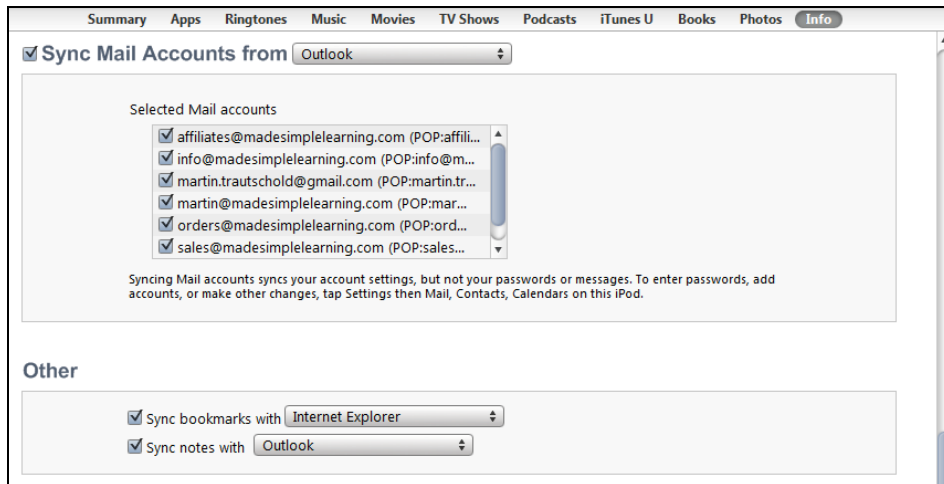 Summary Apps Ringtones Music Movies TV Shows Podcasts iTunes U Books Photos Info
Sync Mail Accounts from Outlook
Selected Mail accounts
affiliates@madesimplelearning.com (POP:affili...
info@madesimplelearning.com (POP:info@m...
martin.trautschold@gmail.com (POP:martin.tr...
martin@madesimplelearning.com (POP:mar...
orders@madesimplelearning.com (POP:ord...
sales@madesimplelearning.com (POP:sales...
Syncing Mail accounts syncs your account settings, but not your passwords or messages. To enter passwords, add
accounts, or make other changes, tap Settings then Mail, Contacts, Calendars on this iPod.
Other
Sync bookmarks with Internet Explorer
Sync notes with Outlook